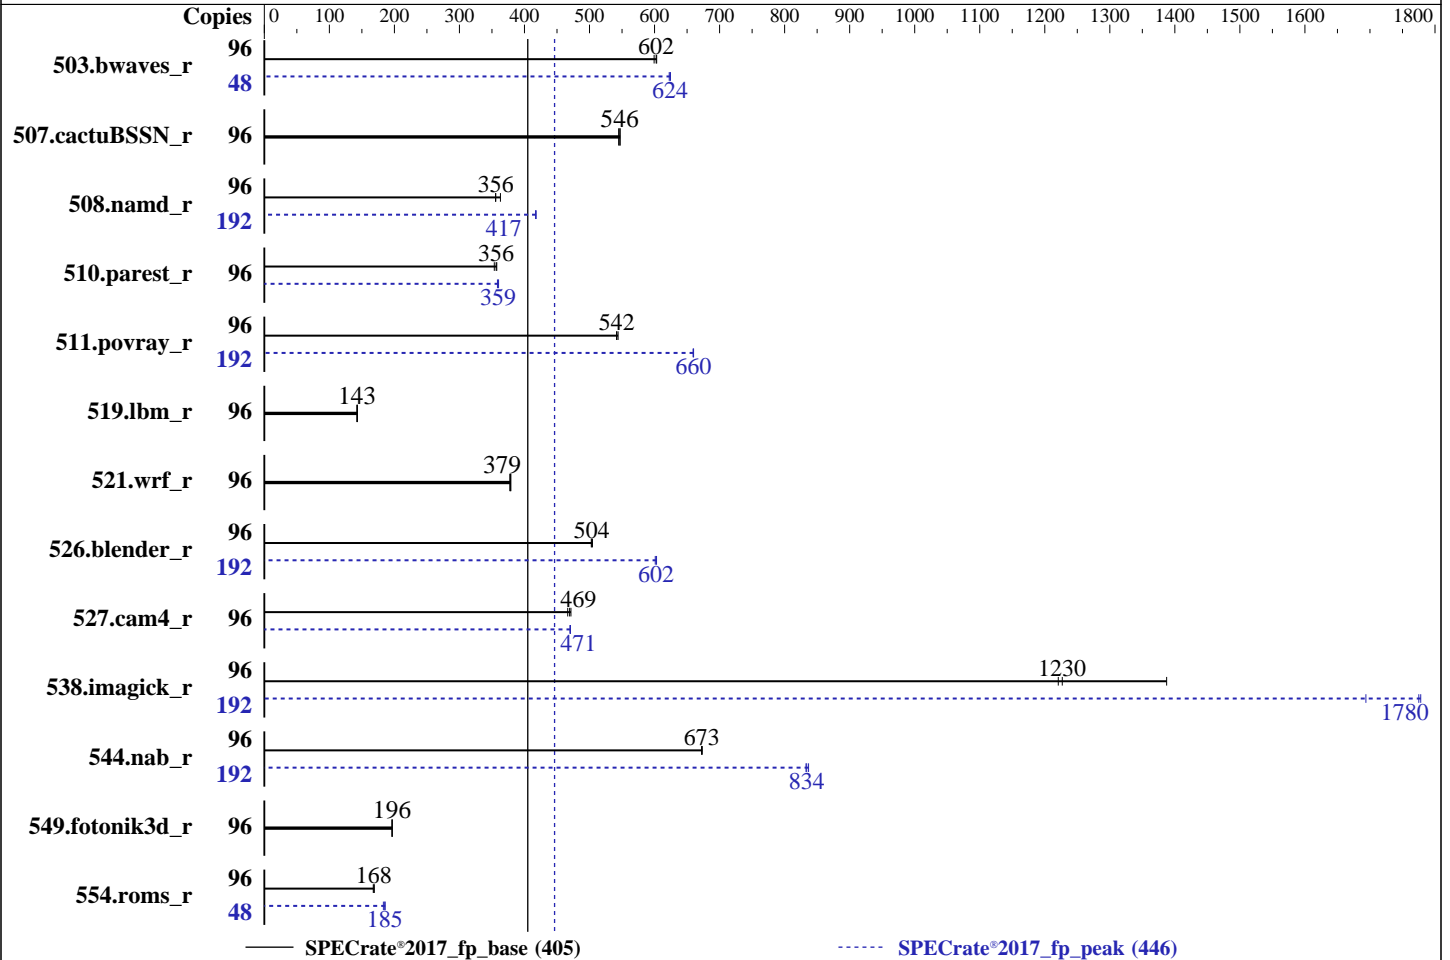 Copies 0 100 200 300 400 500 600 700 800 900 1000 1100 1200 1300 1400 1500 1600 1800
503.bwaves_r 96 602
48 624
507.cactuBSSN_r 96 546
508.namd_r 96 356
192 417
510.parest_r 96 356
359
511.povray_r 96 542
192 660
519.lbm_r 96 143
521.wrf_r 96 379
526.blender_r 96 504
192 602
527.cam4_r 96 469
471
538.imagick_r 96 1230
192 1780
544.nab_r 96 673
192 834
549.fotonik3d_r 96 196
554.roms_r 96 168
48 185
SPECrate®2017_fp_base (405) SPECrate®2017_fp_peak (446)